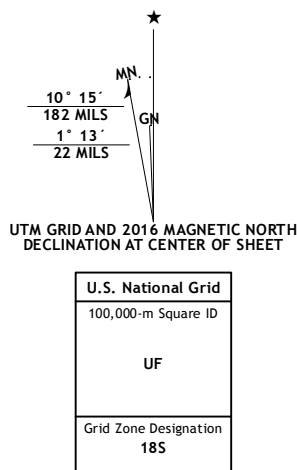 ★
MN
10° 15´
182 MILS
GN
1° 13´
22 MILS
UTM GRID AND 2016 MAGNETIC NORTH
DECLINATION AT CENTER OF SHEET
U.S. National Grid
100,000-m Square ID
UF
Grid Zone Designation
18S